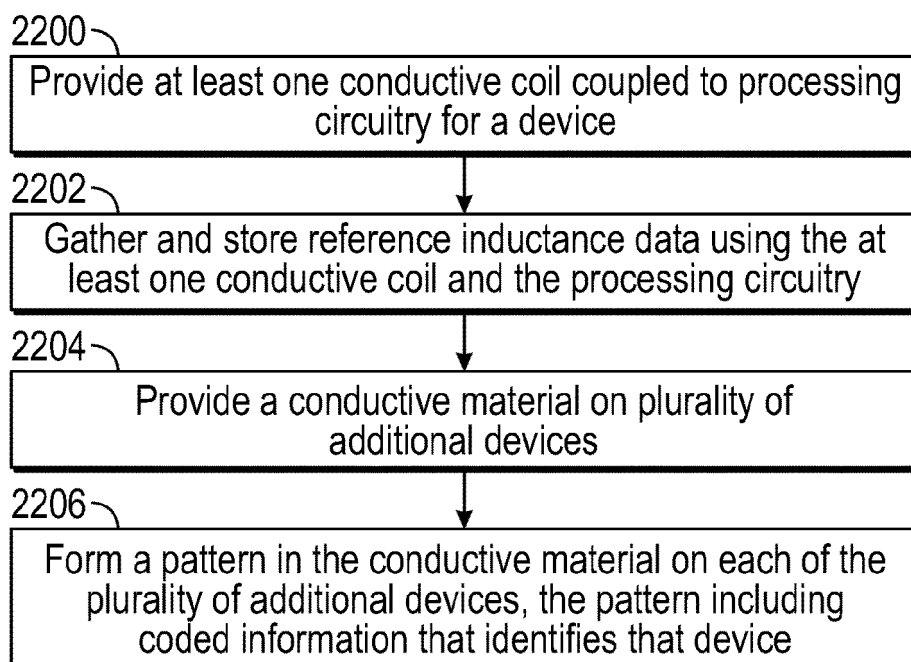 2200
Provide at least one conductive coil coupled to processing
circuitry for a device
2202
Gather and store reference inductance data using the at
least one conductive coil and the processing circuitry
2204
Provide a conductive material on plurality of
additional devices
2206
Form a pattern in the conductive material on each of the
plurality of additional devices, the pattern including
coded information that identifies that device